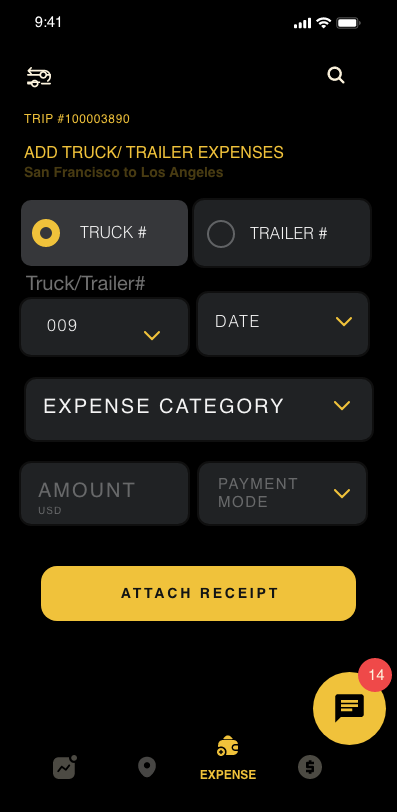 9:41
TRIP #100003890
ADD TRUCK/ TRAILER EXPENSES
San Francisco to Los Angeles
TRUCK #
TRAILER #
Truck/Trailer#
009
DATE
EXPENSE CATEGORY
AMOUNT
USD
PAYMENT
MODE
ATTACH RECEIPT
14
EXPENSE